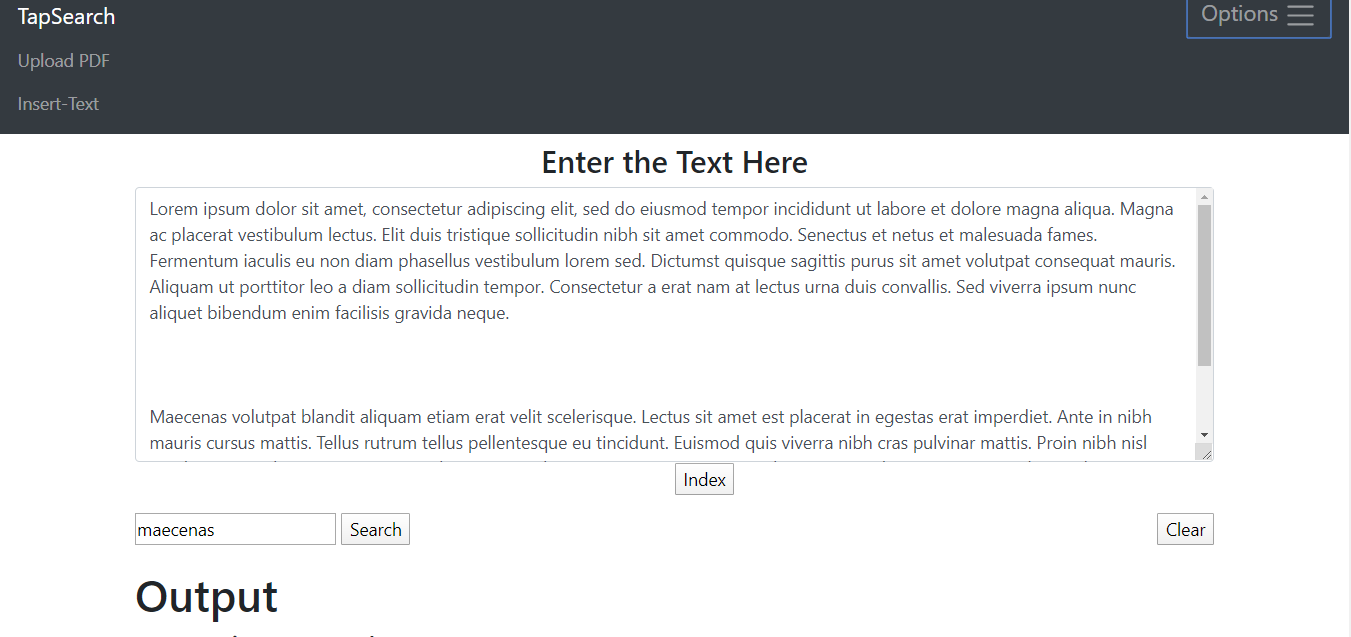 TapSearch
Options
Upload PDF
Insert-Text
Enter the Text Here
Lorem ipsum dolor sit amet, consectetur adipiscing elit, sed do eiusmod tempor incididunt ut labore et dolore magna aliqua. Magna
ac placerat vestibulum lectus. Elit duis tristique sollicitudin nibh sit amet commodo. Senectus et netus et malesuada fames.
Fermentum iaculis eu non diam phasellus vestibulum lorem sed. Dictumst quisque sagittis purus sit amet volutpat consequat mauris.
Aliquam ut porttitor leo a diam sollicitudin tempor. Consectetur a erat nam at lectus urna duis convallis. Sed viverra ipsum nunc
aliquet bibendum enim facilisis gravida neque.
Maecenas volutpat blandit aliquam etiam erat velit scelerisque. Lectus sit amet est placerat in egestas erat imperdiet. Ante in nibh
mauris cursus mattis. Tellus rutrum tellus pellentesque eu tincidunt. Euismod quis viverra nibh cras pulvinar mattis. Proin nibh nisl
Index
maecenas Search Clear
Output